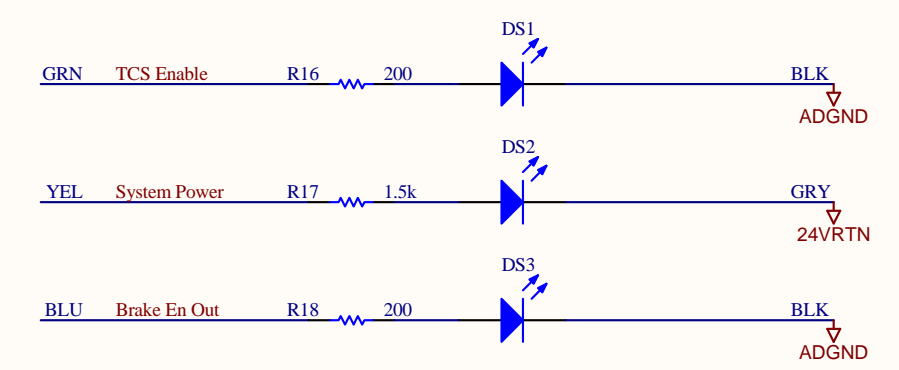 DS1
GRN TCS Enable R16 200 BLK
ADGND
DS2
YEL System Power R17 1.5k GRY
24VRTN
DS3
BLU Brake En Out R18 200 BLK
ADGND